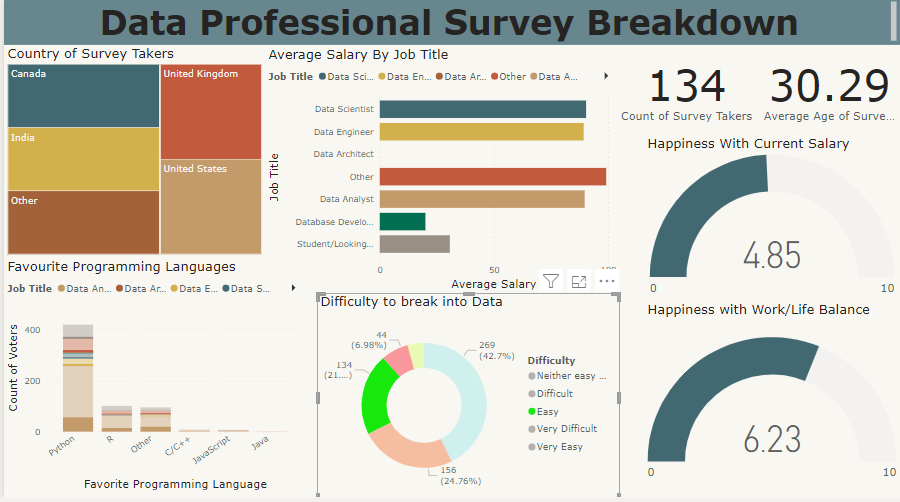 Data Professional Survey Breakdown
Country of Survey Takers
Canada
United Kingdom
India
United States
Other
Average Salary By Job Title
Job Title Data Sci... Data En... Data Ar... Other Data A...
Job Title
Data Scientist
Data Engineer
Data Architect
Other
Data Analyst
Database Develo...
Student/Looking...
0 50 100
Average Salary
134
Count of Survey Takers
30.29
Average Age of Surve...
Happiness With Current Salary
4.85
0 10
Favourite Programming Languages
Job Title Data An... Data Ar... Data E... Data S...
Count of Voters
400
200
0
Python R Other C/C++ JavaScript Java
Favorite Programming Language
Difficulty to break into Data
44
(6.98%)
269
(42.7%)
134
(21....)
156
(24.76%)
Difficulty
Neither easy ...
Difficult
Easy
Very Difficult
Very Easy
Happiness with Work/Life Balance
6.23
0 10